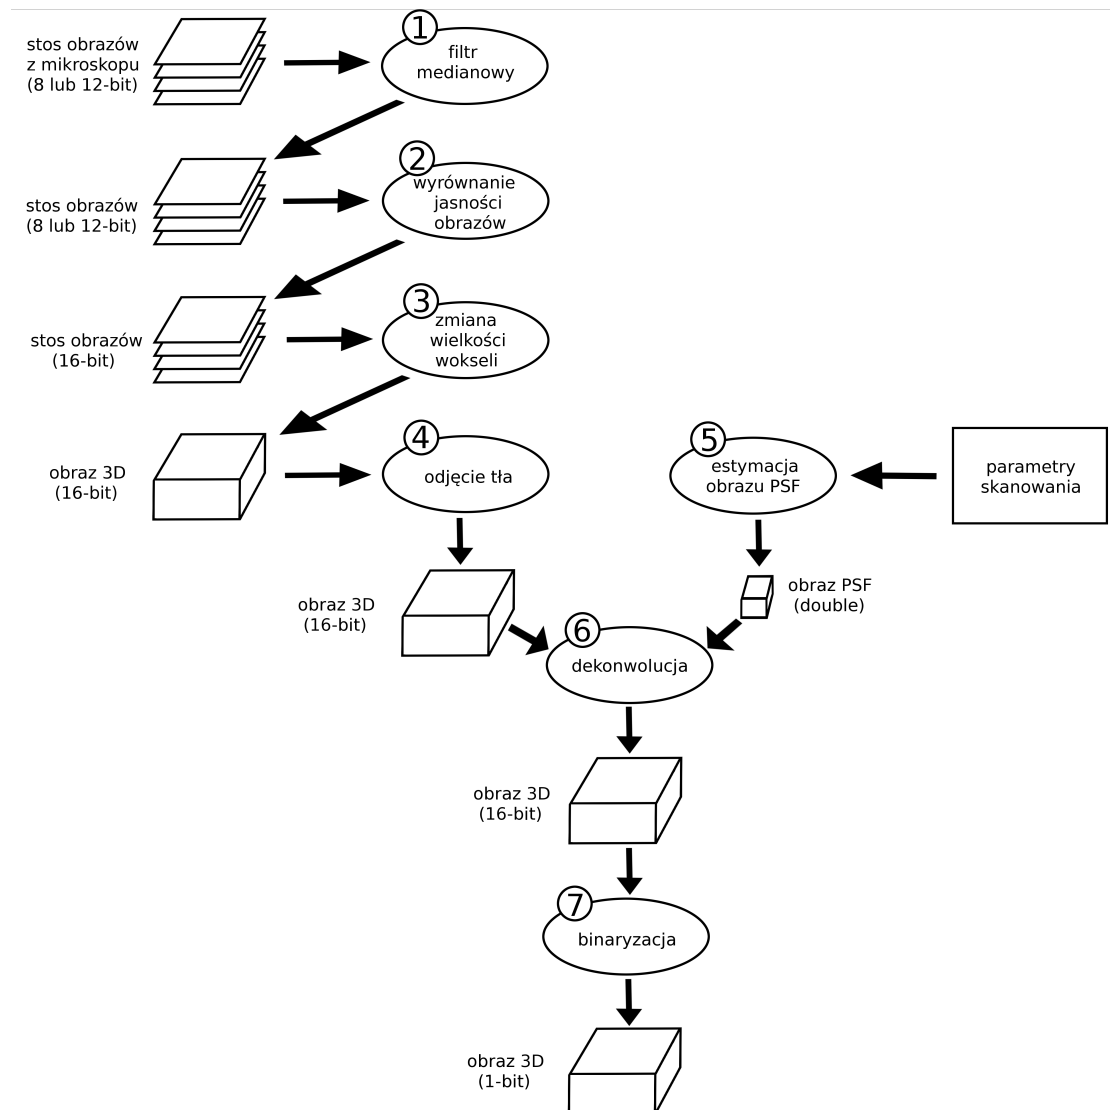 stos obrazów
z mikroskopu
(8 lub 12-bit)
1
filtr
medianowy
stos obrazów
(8 lub 12-bit)
2
wyrównanie
jasności
obrazów
stos obrazów
(16-bit)
3
zmiana
wielkości
wokseli
obraz 3D
(16-bit)
4
odjęcie tła
5
estymacja
obrazu PSF
parametry
skanowania
obraz 3D
(16-bit)
obraz PSF
(double)
6
dekonwolucja
obraz 3D
(16-bit)
7
binaryzacja
obraz 3D
(1-bit)